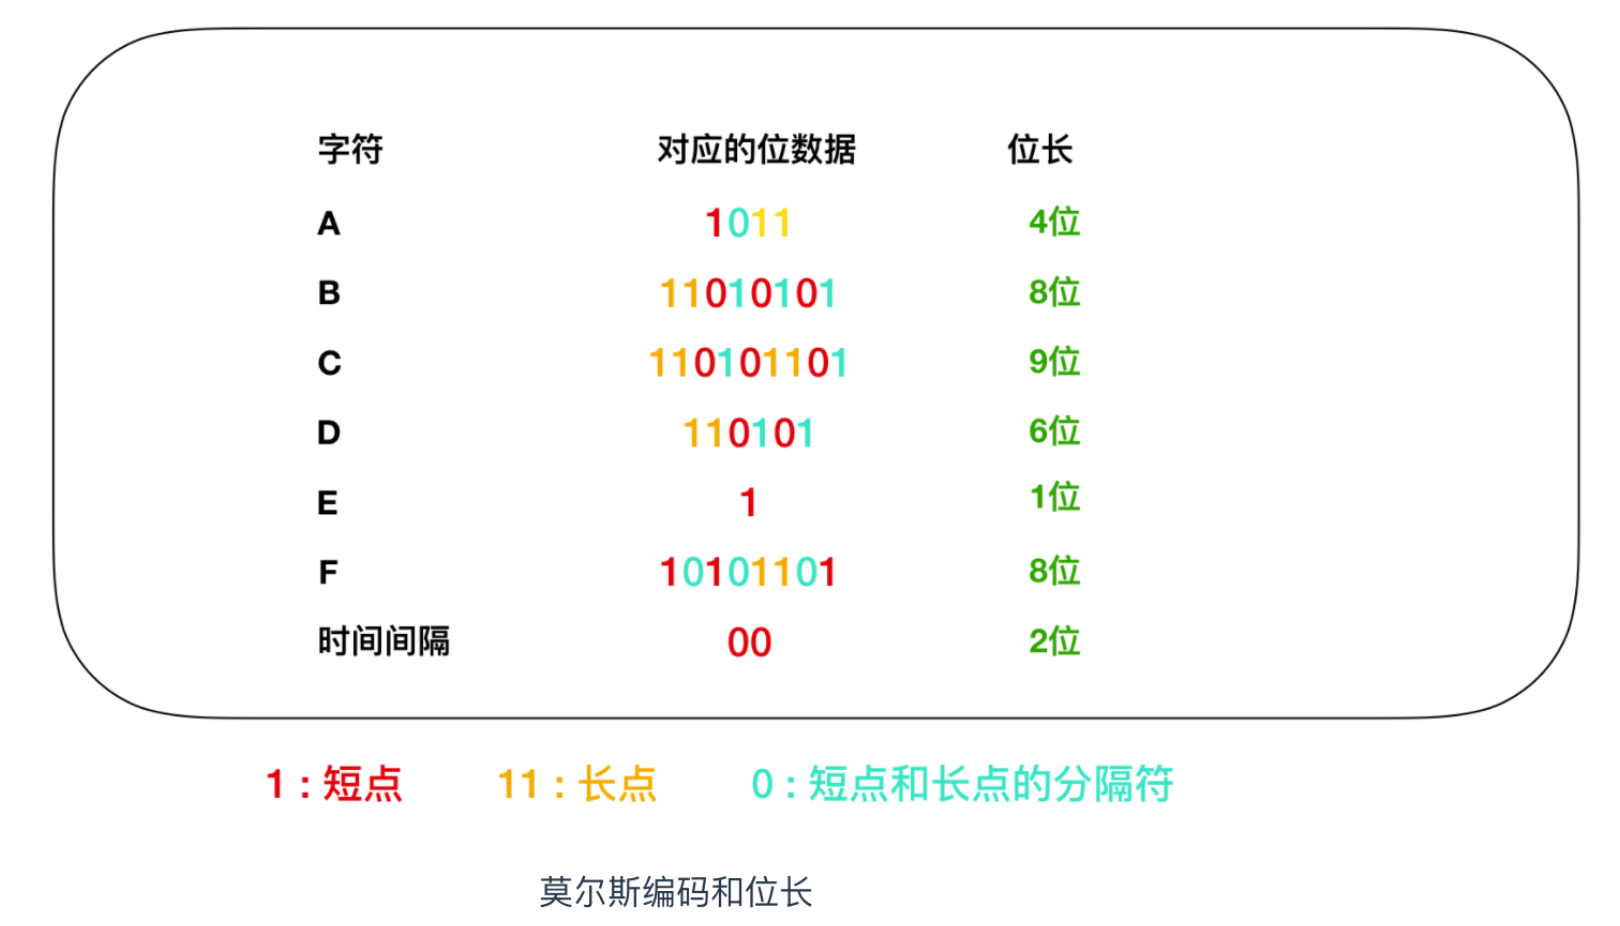 字符 对应的位数据 位长
A 1011 4位
B 11010101 8位
C 110101101 9位
D 110101 6位
E 1 1位
F 10101101 8位
时间间隔 00 2位
1 : 短点 11 : 长点 0 : 短点和长点的分隔符
莫尔斯编码和位长